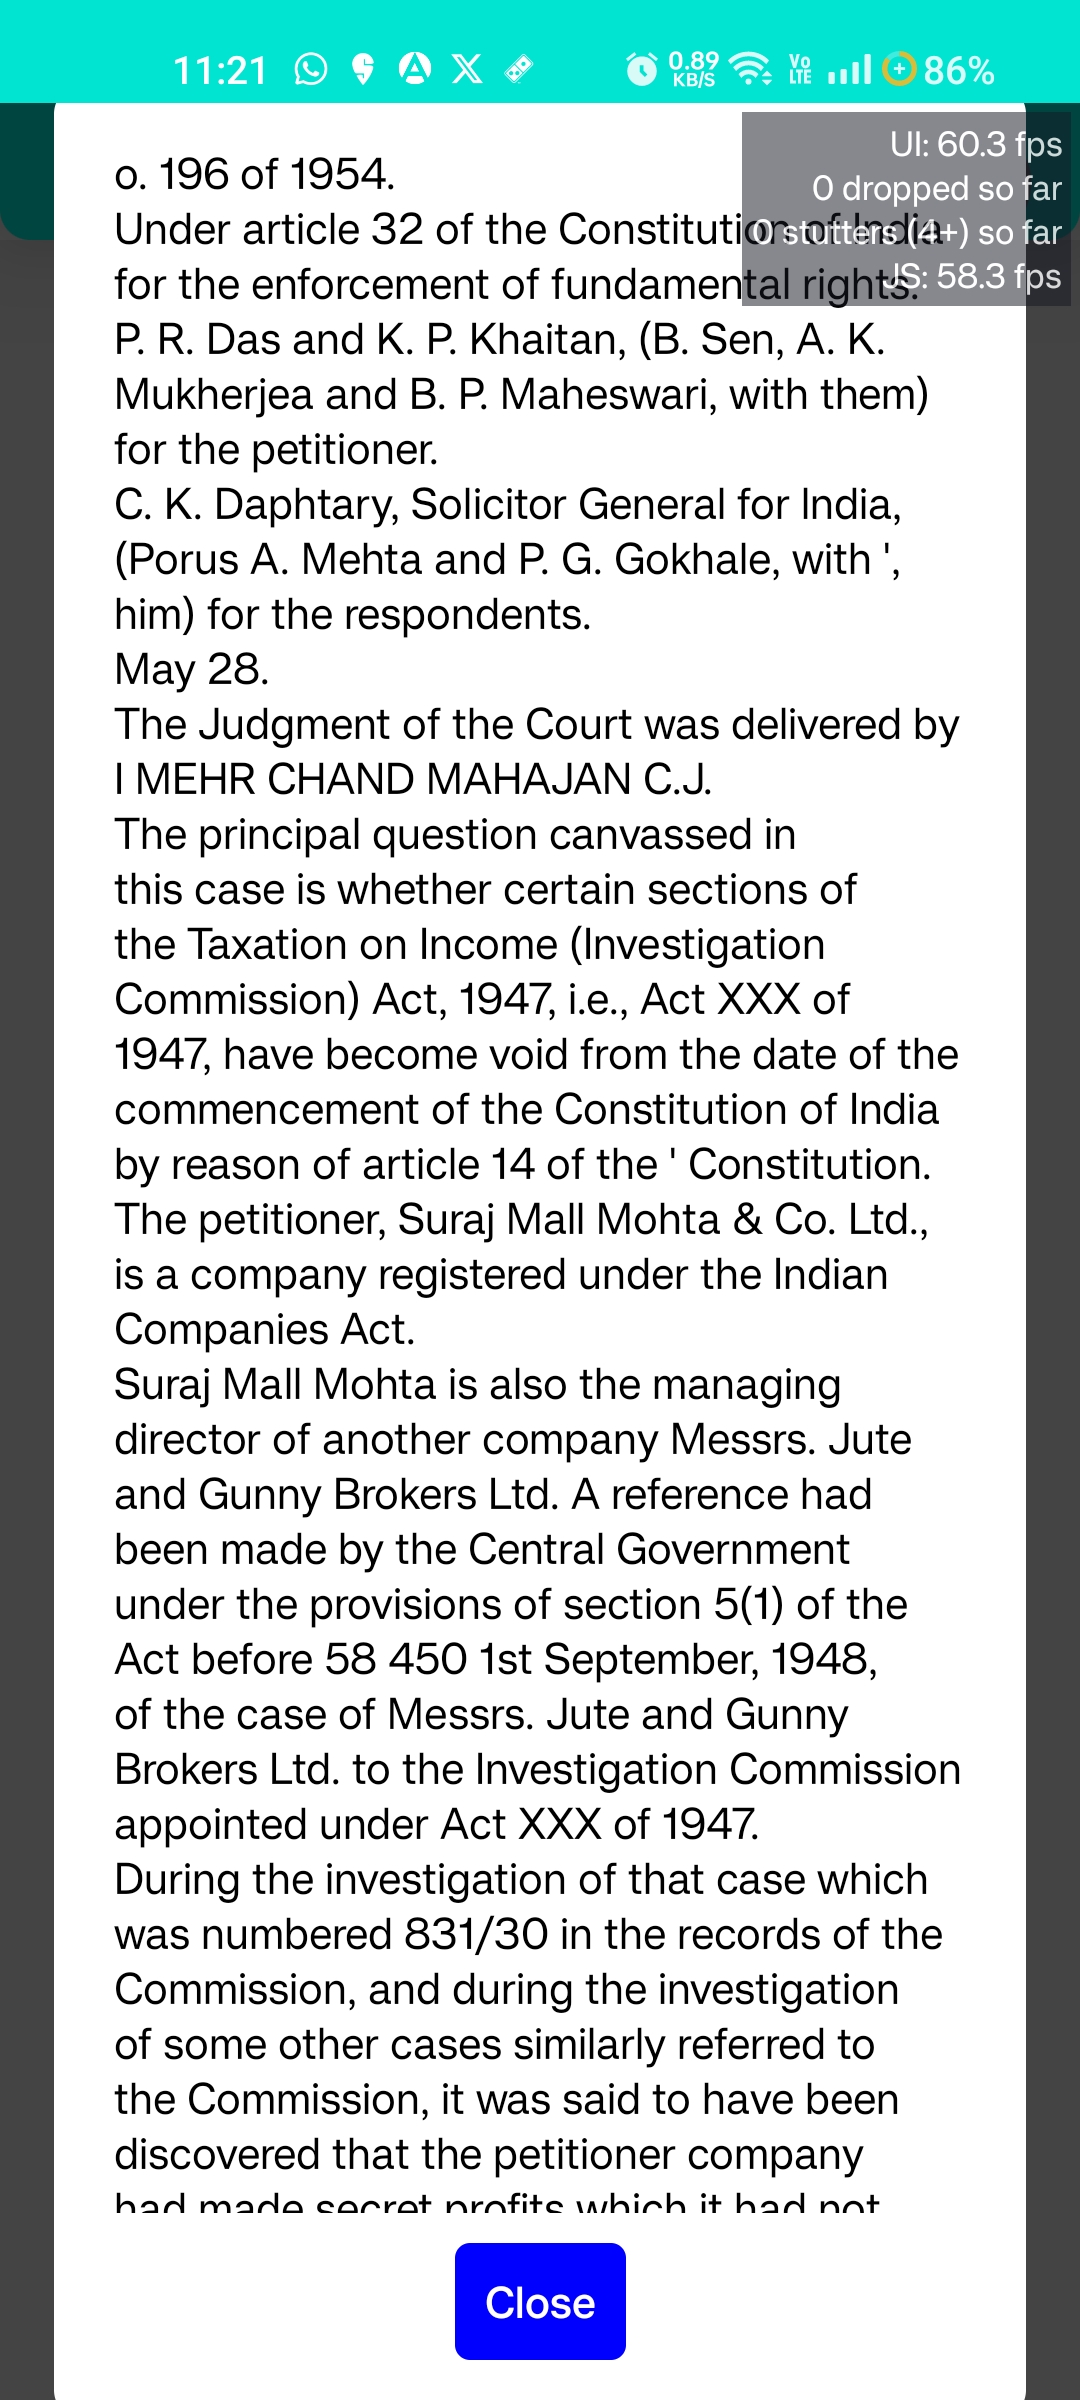 11:21 0.89 KB/S Vo LTE 86%
UI: 60.3 fps
0 dropped so far
0 stutters (4+) so far
JS: 58.3 fps
o. 196 of 1954.
Under article 32 of the Constitution of India
for the enforcement of fundamental rights.
P. R. Das and K. P. Khaitan, (B. Sen, A. K.
Mukherjea and B. P. Maheswari, with them)
for the petitioner.
C. K. Daphtary, Solicitor General for India,
(Porus A. Mehta and P. G. Gokhale, with ',
him) for the respondents.
May 28.
The Judgment of the Court was delivered by
I MEHR CHAND MAHAJAN C.J.
The principal question canvassed in
this case is whether certain sections of
the Taxation on Income (Investigation
Commission) Act, 1947, i.e., Act XXX of
1947, have become void from the date of the
commencement of the Constitution of India
by reason of article 14 of the ' Constitution.
The petitioner, Suraj Mall Mohta & Co. Ltd.,
is a company registered under the Indian
Companies Act.
Suraj Mall Mohta is also the managing
director of another company Messrs. Jute
and Gunny Brokers Ltd. A reference had
been made by the Central Government
under the provisions of section 5(1) of the
Act before 58 450 1st September, 1948,
of the case of Messrs. Jute and Gunny
Brokers Ltd. to the Investigation Commission
appointed under Act XXX of 1947.
During the investigation of that case which
was numbered 831/30 in the records of the
Commission, and during the investigation
of some other cases similarly referred to
the Commission, it was said to have been
discovered that the petitioner company
had made secret profits which it had not
Close